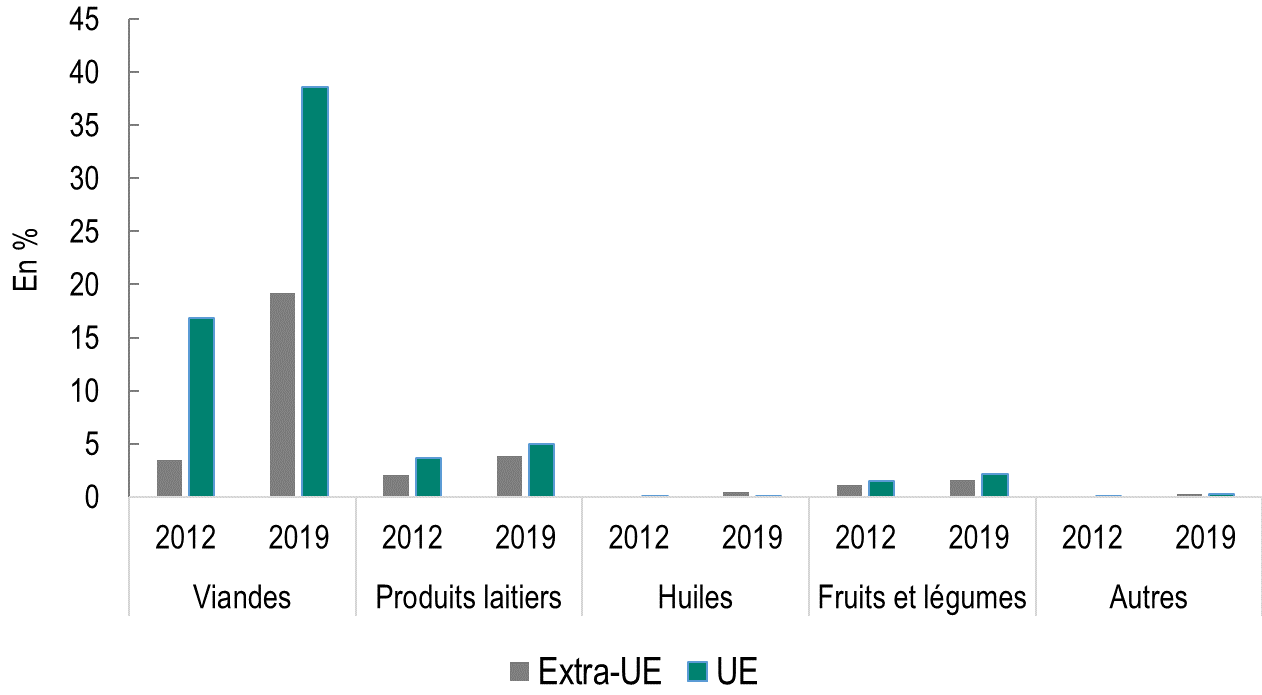 45
40
35
30
25
20
15
10
5
0
En %
2012 2019 2012 2019 2012 2019 2012 2019 2012 2019
Viandes Produits laitiers Huiles Fruits et légumes Autres
Extra-UE UE